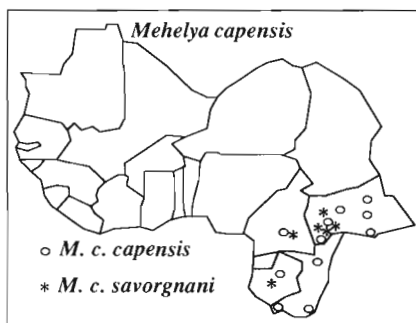 Mehelya capensis
o M. c. capensis
* M. c. savorgnani